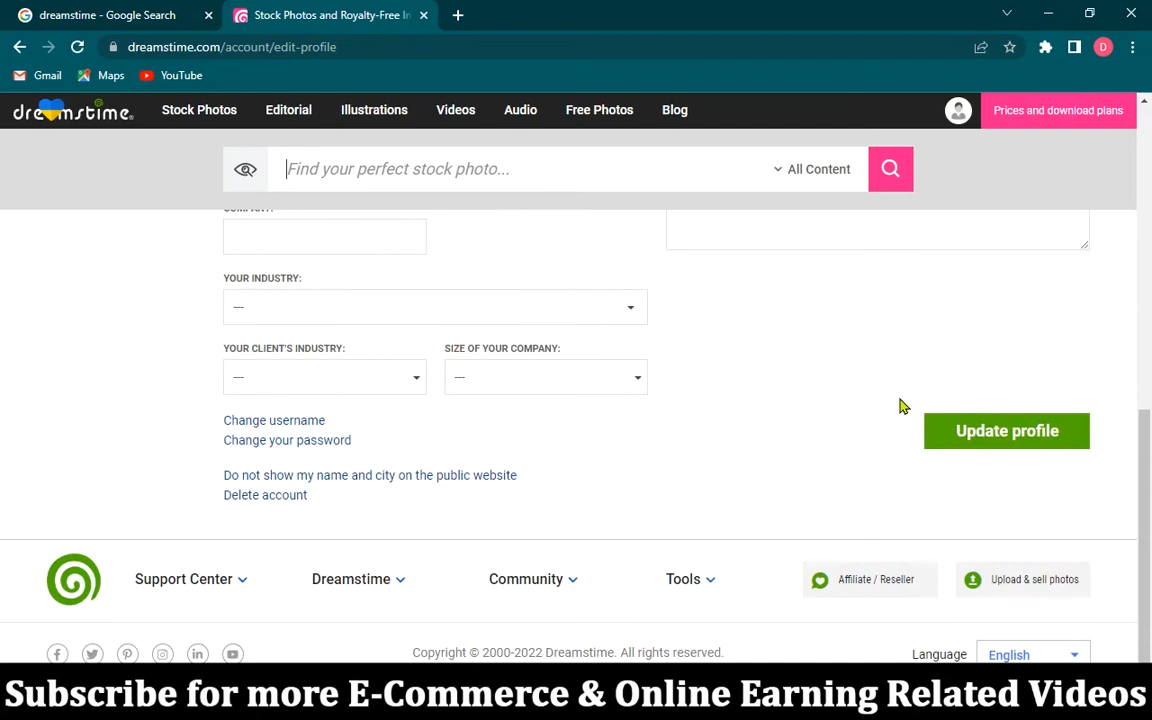 dreamstime - Google Search
Stock Photos and Royalty-Free In
dreamstime.com/account/edit-profile
D
Gmail
Maps
YouTube
dreamstime.
Stock Photos
Editorial
Illustrations
Videos
Audio
Free Photos
Blog
Prices and download plans
Find your perfect stock photo...
All Content
COMPANY:
YOUR INDUSTRY:
---
YOUR CLIENT'S INDUSTRY:
SIZE OF YOUR COMPANY:
---
---
Change username
Change your password
Update profile
Do not show my name and city on the public website
Delete account
Support Center
Dreamstime
Community
Tools
Affiliate / Reseller
Upload & sell photos
Copyright © 2000-2022 Dreamstime. All rights reserved.
Language
English
Subscribe for more E-Commerce & Online Earning Related Videos